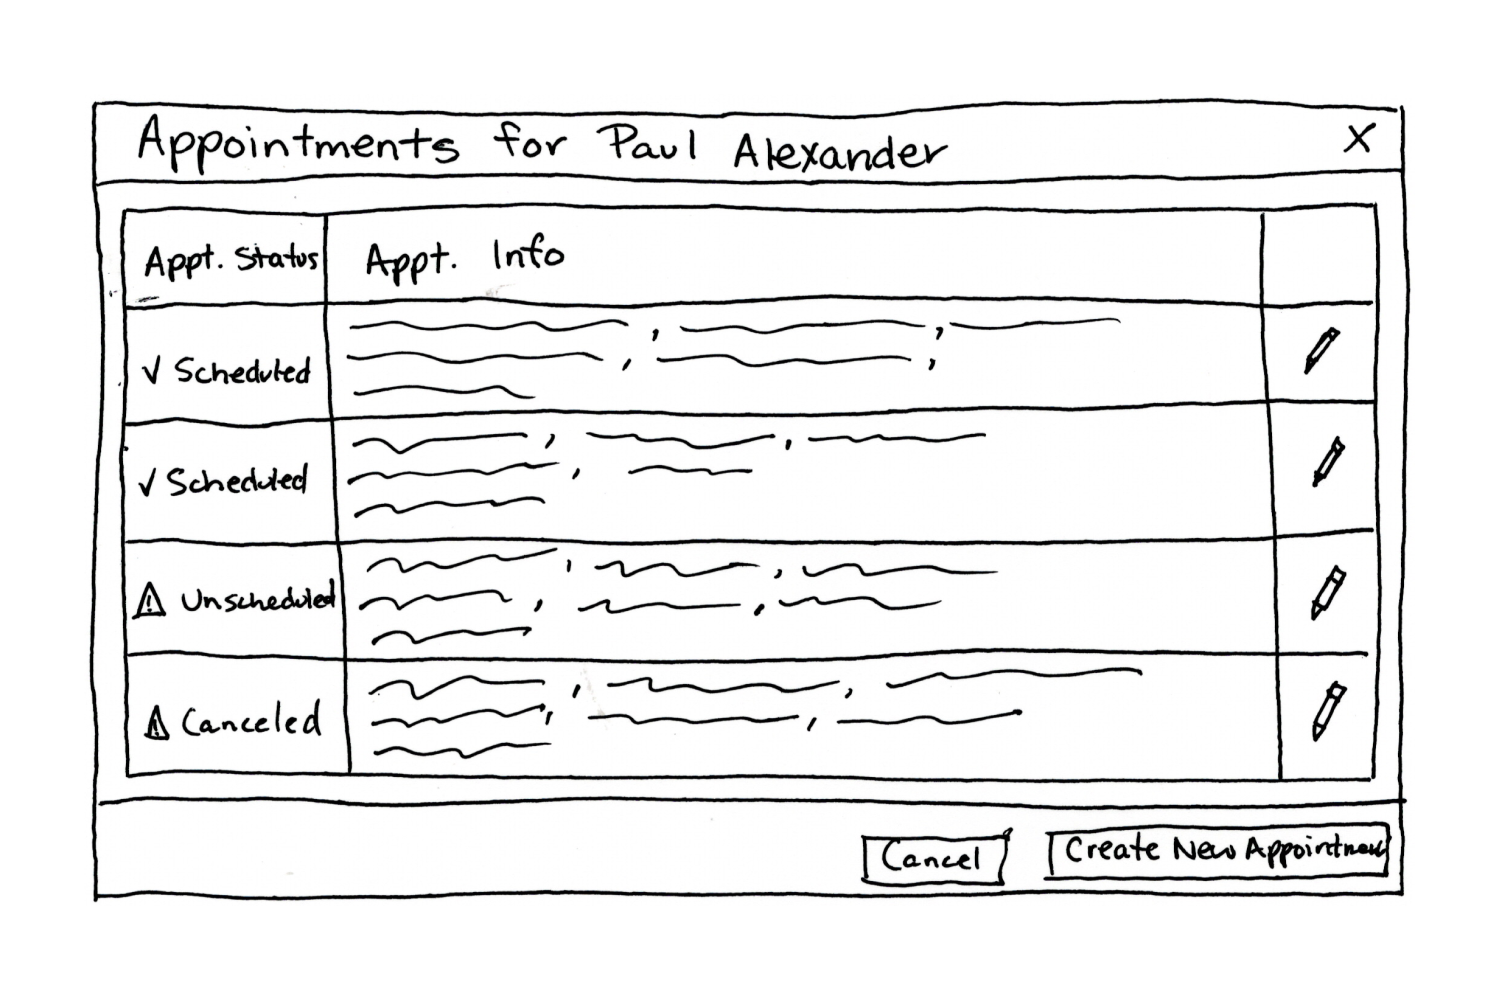 Appointments for Paul Alexander X
Appt. Status Appt. Info
✓ Scheduled
✓ Scheduled
⚠ Unscheduled
⚠ Canceled
Cancel Create New Appointment